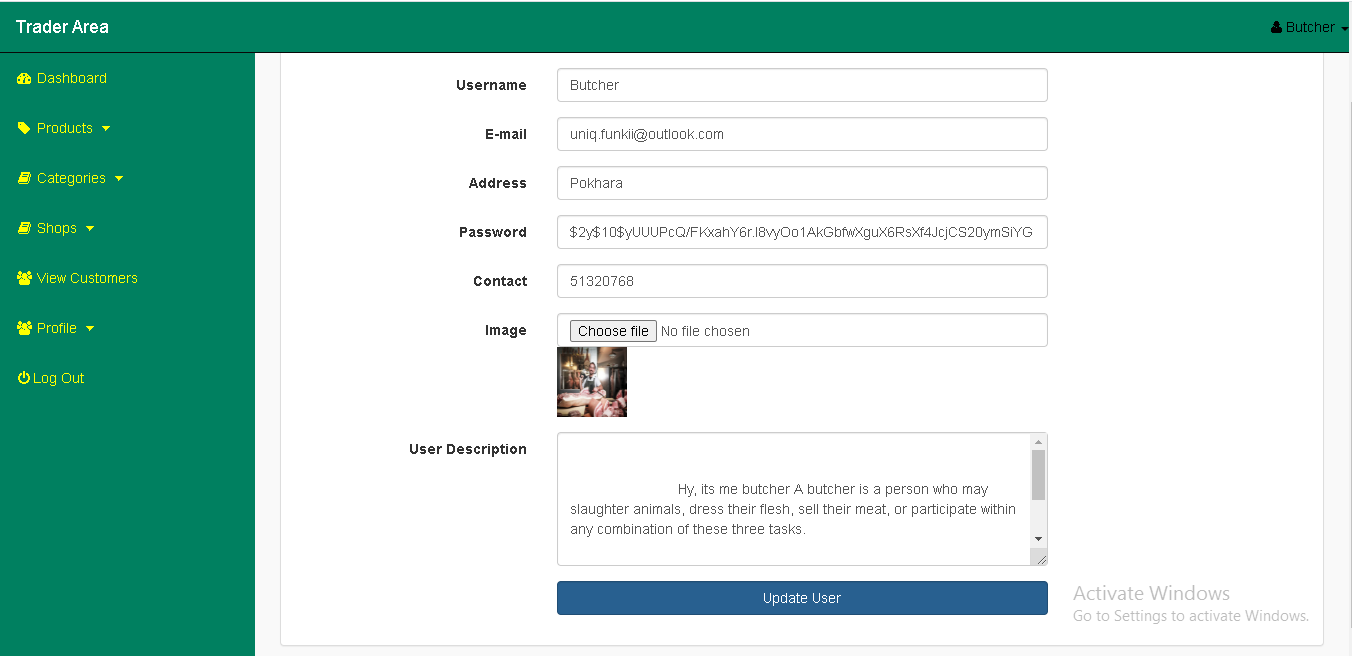 Trader Area
Butcher
Dashboard
Products
Categories
Shops
View Customers
Profile
Log Out
Username
Butcher
E-mail
uniq.funkii@outlook.com
Address
Pokhara
Password
$2y$10$yUUUPcQ/FKxahY6r.I8vyOo1AkGbfwXguX6RsXf4JcjCS20ymSiYG
Contact
51320768
Image
Choose file No file chosen
User Description
Hy, its me butcher A butcher is a person who may
slaughter animals, dress their flesh, sell their meat, or participate within
any combination of these three tasks.
Update User
Activate Windows
Go to Settings to activate Windows.